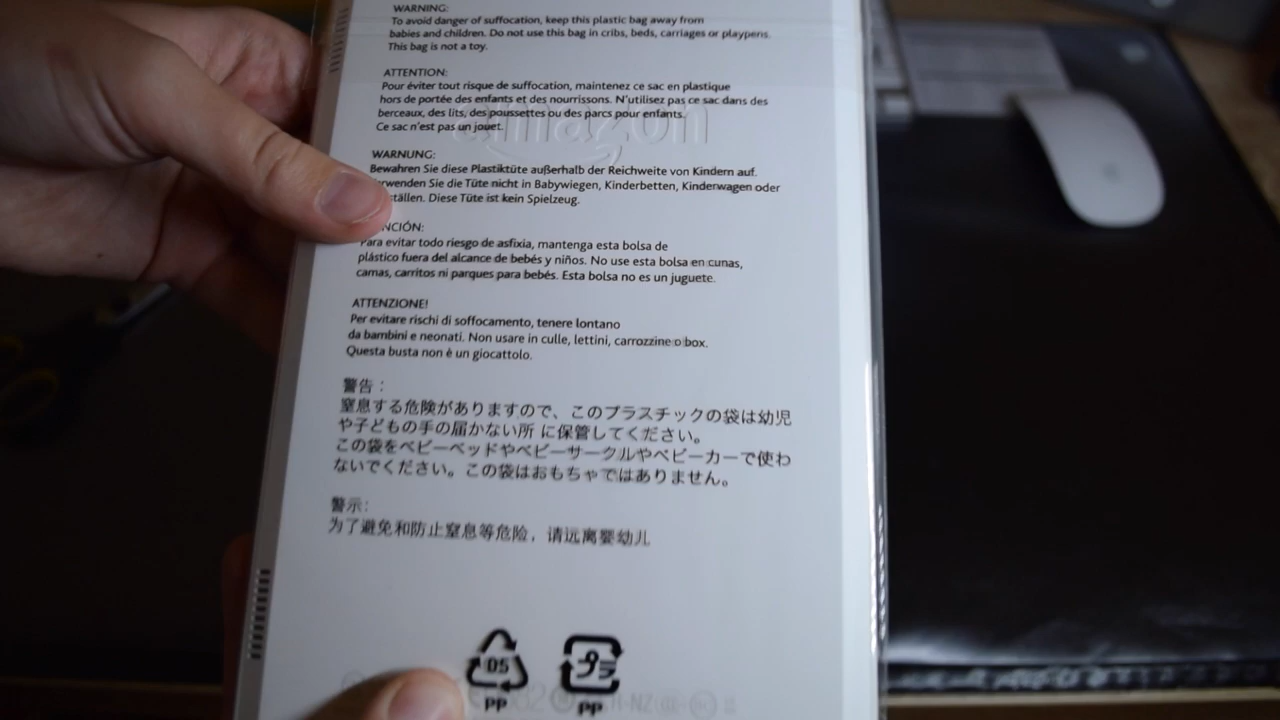 WARNING:
To avoid danger of suffocation, keep this plastic bag away from
babies and children. Do not use this bag in cribs, beds, carriages or playpens.
This bag is not a toy.
ATTENTION:
Pour éviter tout risque de suffocation, maintenez ce sac en plastique
hors de portée des enfants et des nourrissons. N'utilisez pas ce sac dans des
berceaux, des lits, des poussettes ou des parcs pour enfants.
Ce sac n'est pas un jouet.
amazon
WARNUNG:
Bewahren Sie diese Plastiktüte außerhalb der Reichweite von Kindern auf.
Sie die Tüte nicht in Babywiegen, Kinderbetten, Kinderwagen oder
Diese Tüte ist kein Spielzeug.
Para evitar todo riesgo de asfixia, mantenga esta bolsa de
plástico fuera del alcance de bebés y niños. No use esta bolsa en cunas,
camas, carritos ni parques para bebés. Esta bolsa no es un juguete.
ATTENZIONE!
Per evitare rischi di soffocamento, tenere lontano
da bambini e neonati. Non usare in culle, lettini, carrozzine o box.
Questa busta non è un giocattolo.
警告：
窒息する危険がありますので、このプラスチックの袋は幼児
や子どもの手の届かない所 に保管してください。
この袋をベビーベッドやベビーサークルやベビーカーで使わ
ないでください。この袋はおもちゃではありません。
警示:
为了避免和防止窒息等危险，请远离婴幼儿
05 プラ
PP PP